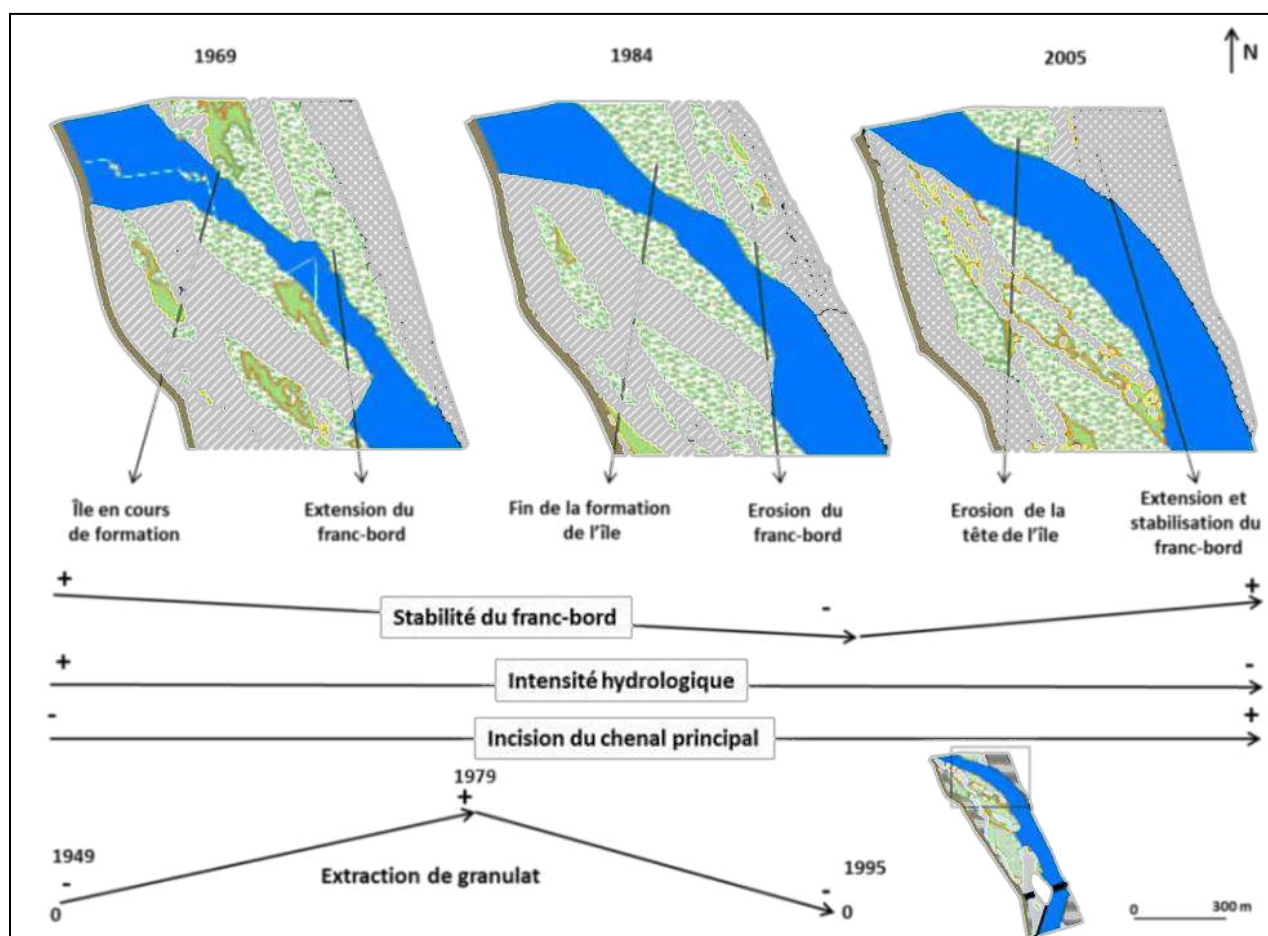 1969
1984
2005
N
Île en cours
de formation
Extension du
franc-bord
Fin de la formation
de l'île
Erosion du
franc-bord
Erosion de la
tête de l'île
Extension et
stabilisation du
franc-bord
+
-
+
Stabilité du franc-bord
+
-
Intensité hydrologique
-
+
Incision du chenal principal
1979
+
1949
-
0
Extraction de granulat
1995
-
0
0 300 m